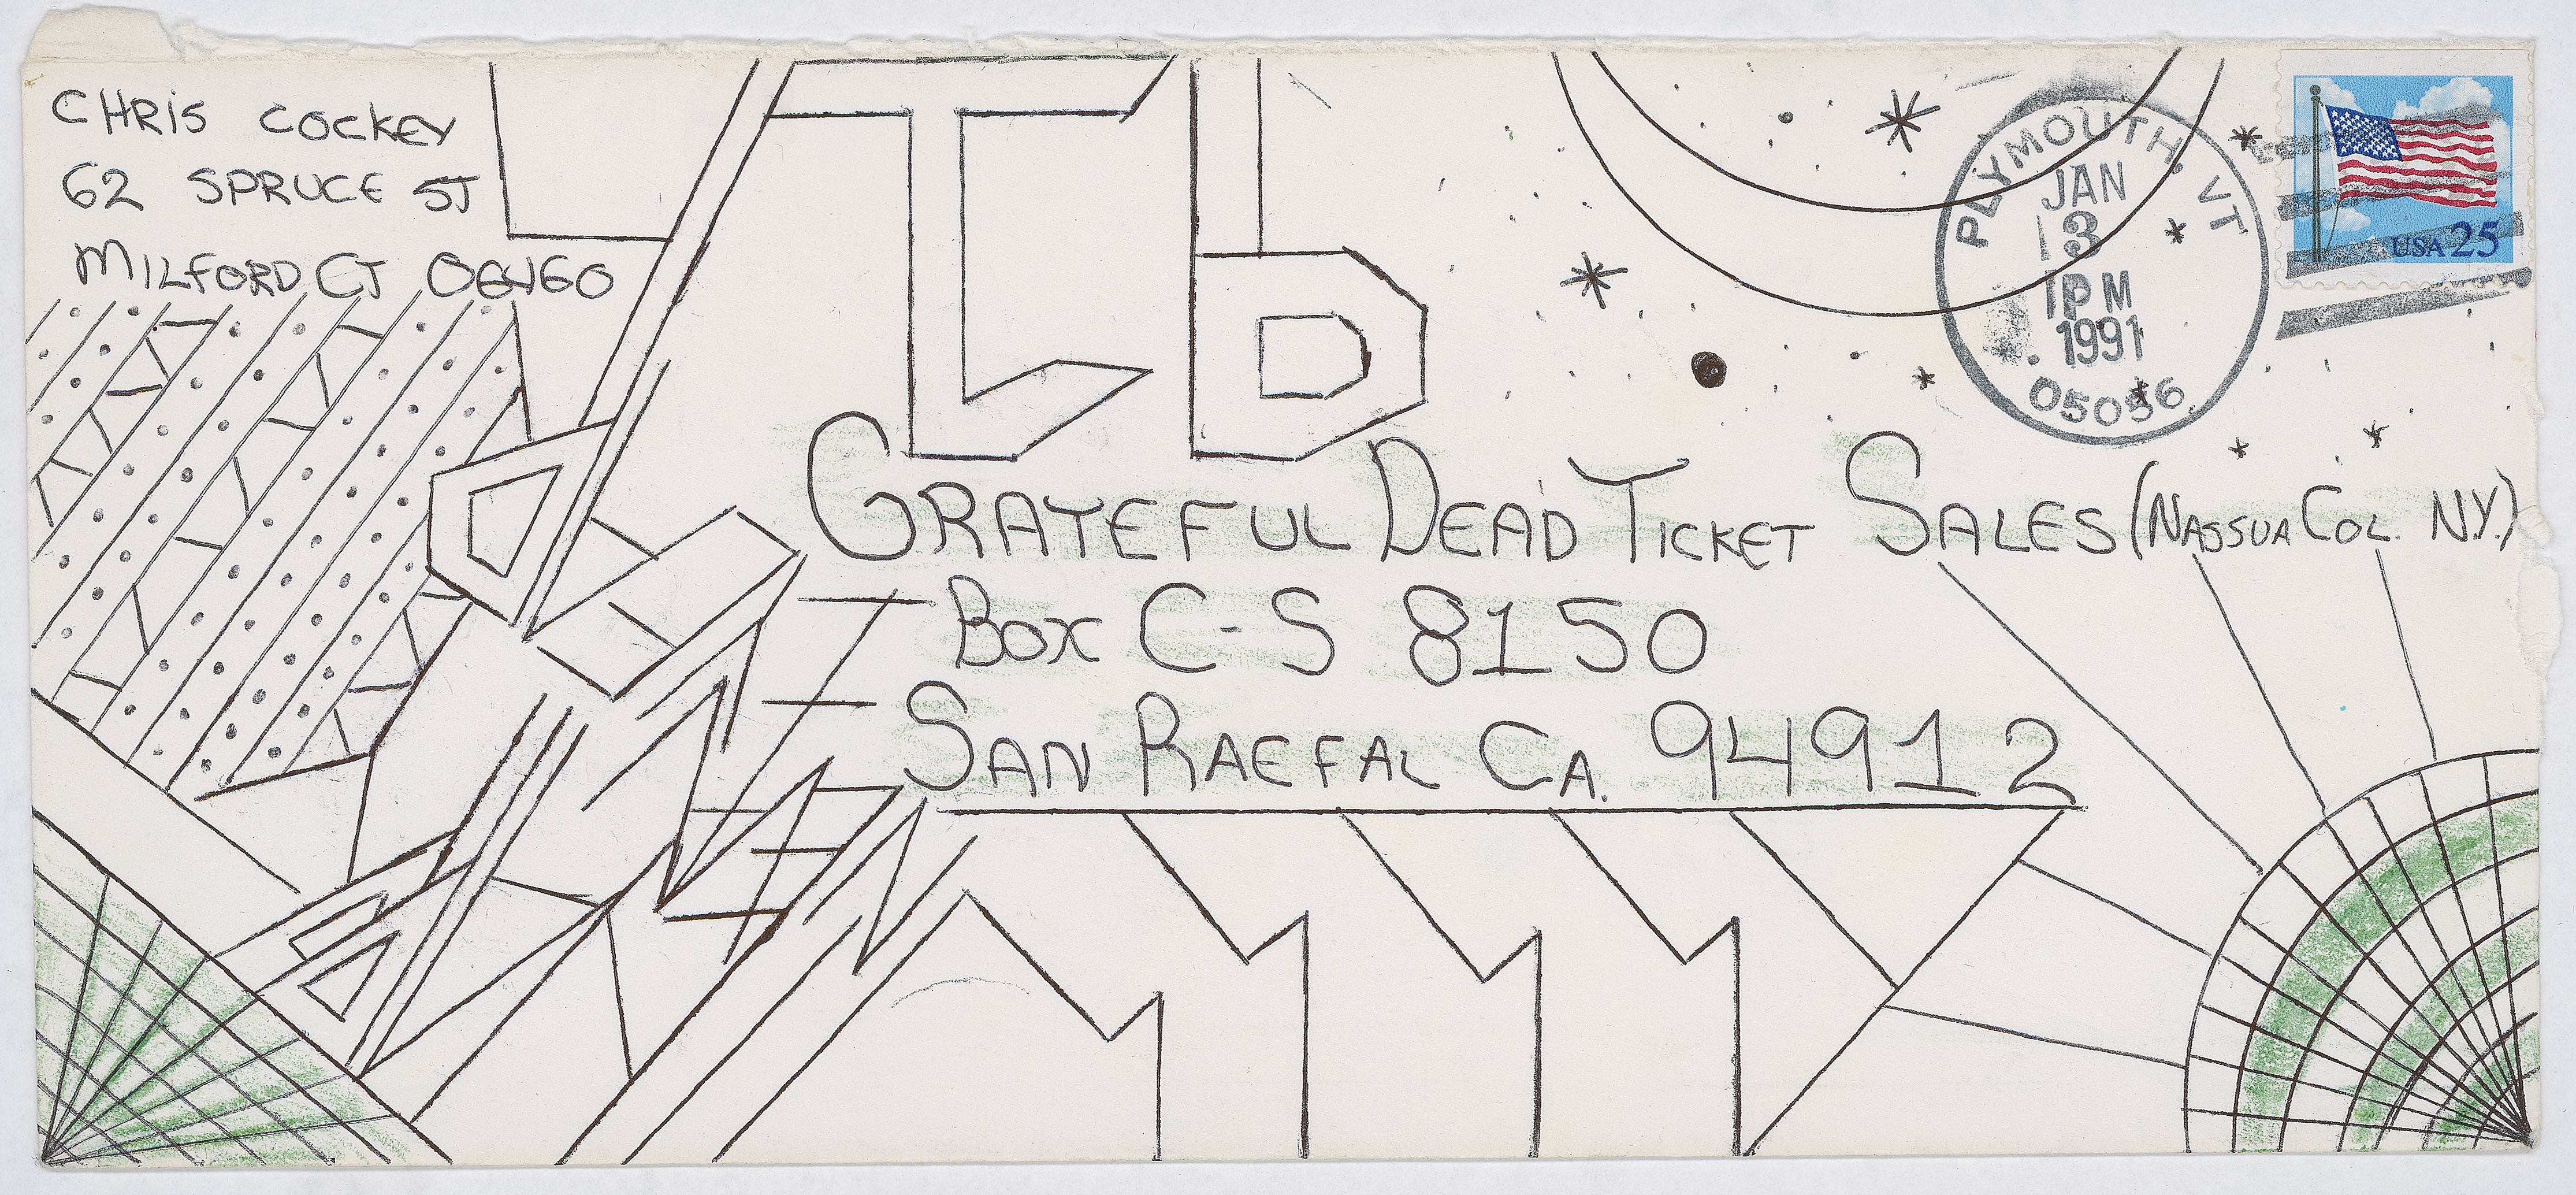 CHRIS COCKEY
62 SPRUCE ST
MILFORD CT 06460
PLYMOUTH, VT
JAN
13
1PM
1991
05056
USA 25
GRATEFUL DEAD TICKET SALES (NASSUA COL. N.Y.)
BOX C-S 8150
SAN RAEFAL CA. 94912